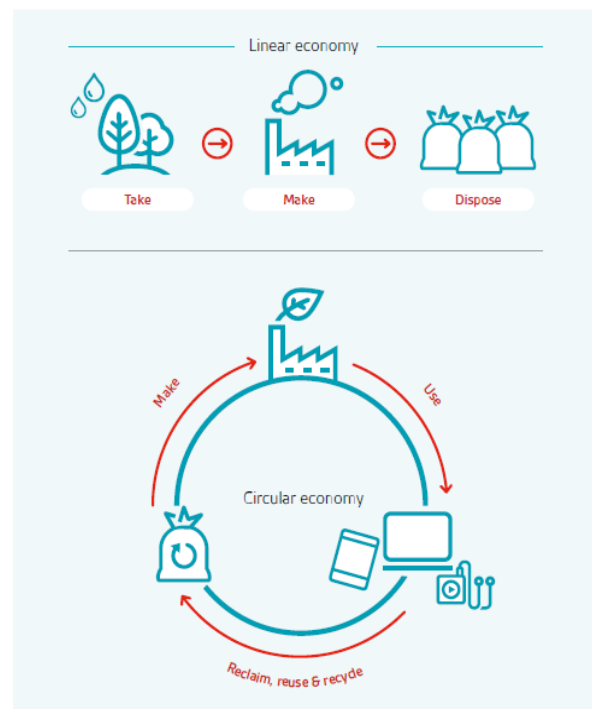 Linear economy
Take
Make
Dispose
Make
Use
Circular economy
Reclaim, reuse & recycle